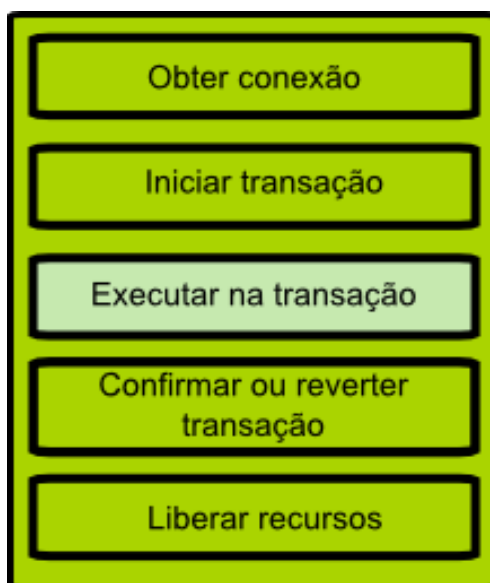 Obter conexão
Iniciar transação
Executar na transação
Confirmar ou reverter
transação
Liberar recursos